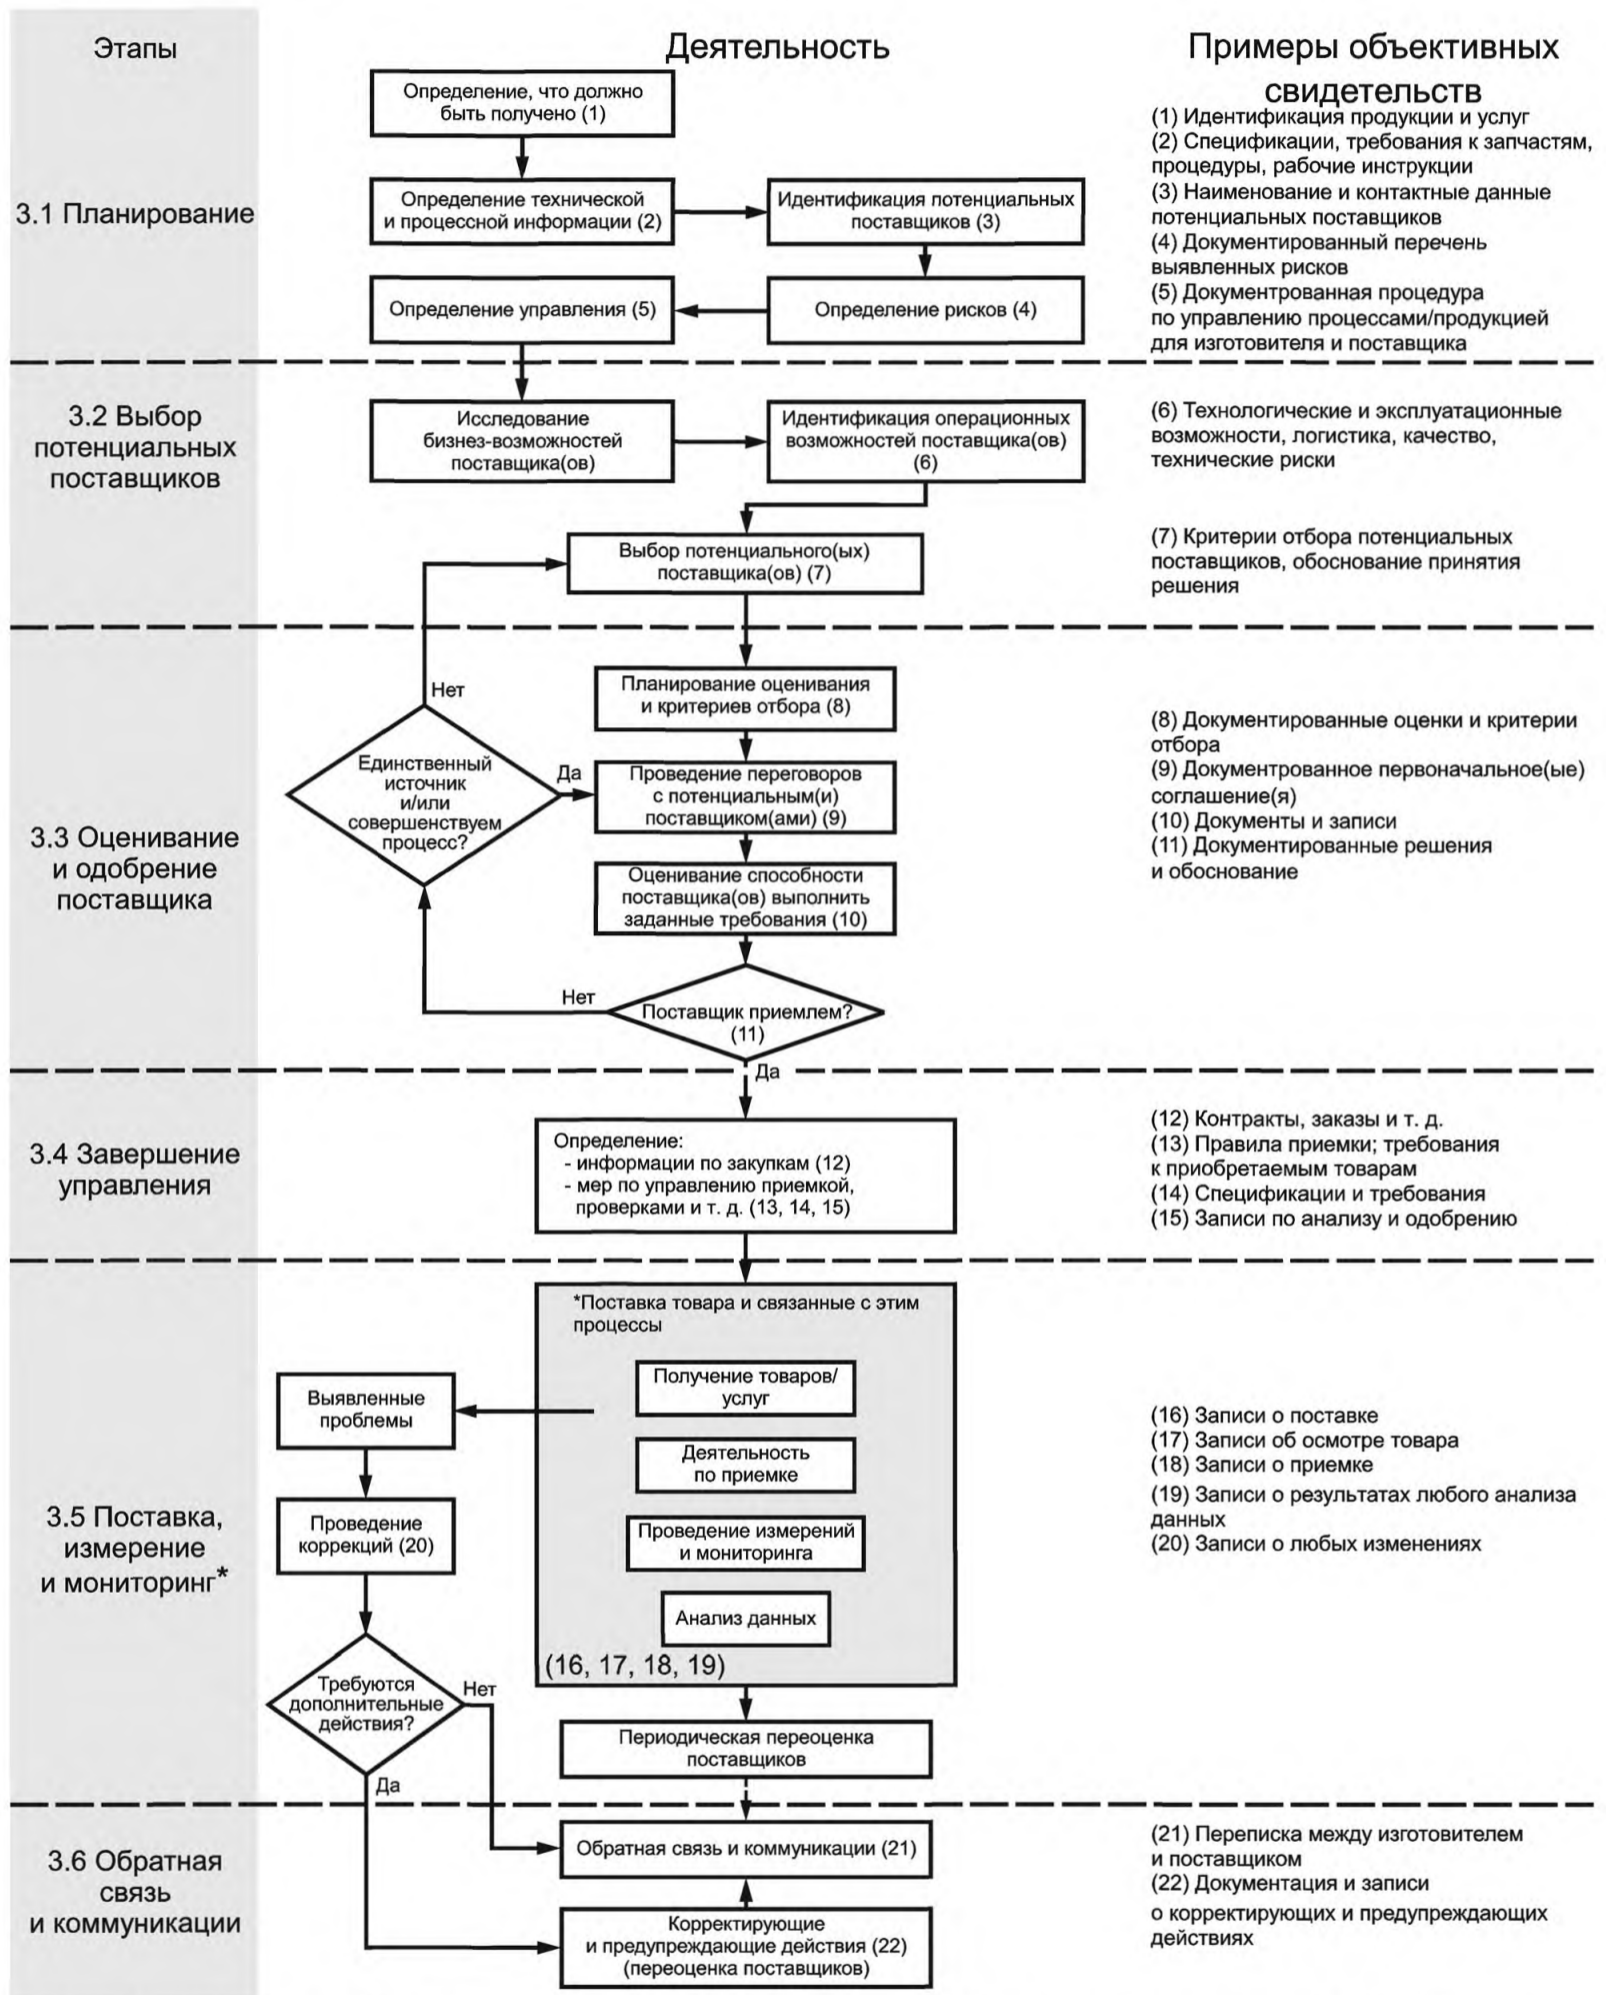 Этапы
Деятельность
Примеры объективных
свидетельств
3.1 Планирование
Определение, что должно
быть получено (1)
Определение технической
и процессной информации (2)
Идентификация потенциальных
поставщиков (3)
Определение управления (5)
Определение рисков (4)
(1) Идентификация продукции и услуг
(2) Спецификации, требования к запчастям,
процедуры, рабочие инструкции
(3) Наименование и контактные данные
потенциальных поставщиков
(4) Документированный перечень
выявленных рисков
(5) Документрованная процедура
по управлению процессами/продукцией
для изготовителя и поставщика
3.2 Выбор
потенциальных
поставщиков
Исследование
бизнез-возможностей
поставщика(ов)
Идентификация операционных
возможностей поставщика(ов)
(6)
Выбор потенциального(ых)
поставщика(ов) (7)
(6) Технологические и эксплуатационные
возможности, логистика, качество,
технические риски
(7) Критерии отбора потенциальных
поставщиков, обоснование принятия
решения
3.3 Оценивание
и одобрение
поставщика
Нет
Единственный
источник
и/или
совершенствуем
процесс?
Да
Планирование оценивания
и критериев отбора (8)
Проведение переговоров
с потенциальным(и)
поставщиком(ами) (9)
Оценивание способности
поставщика(ов) выполнить
заданные требования (10)
Нет
Поставщик приемлем?
(11)
Да
(8) Документированные оценки и критерии
отбора
(9) Документрованное первоначальное(ые)
соглашение(я)
(10) Документы и записи
(11) Документированные решения
и обоснование
3.4 Завершение
управления
Определение:
- информации по закупкам (12)
- мер по управлению приемкой,
проверками и т. д. (13, 14, 15)
(12) Контракты, заказы и т. д.
(13) Правила приемки; требования
к приобретаемым товарам
(14) Спецификации и требования
(15) Записи по анализу и одобрению
3.5 Поставка,
измерение
и мониторинг*
*Поставка товара и связанные с этим
процессы
Получение товаров/
услуг
Деятельность
по приемке
Проведение измерений
и мониторинга
Анализ данных
(16, 17, 18, 19)
Выявленные
проблемы
Проведение
коррекций (20)
Требуются
дополнительные
действия?
Нет
Да
Периодическая переоценка
поставщиков
(16) Записи о поставке
(17) Записи об осмотре товара
(18) Записи о приемке
(19) Записи о результатах любого анализа
данных
(20) Записи о любых изменениях
3.6 Обратная
связь
и коммуникации
Обратная связь и коммуникации (21)
Корректирующие
и предупреждающие действия (22)
(переоценка поставщиков)
(21) Переписка между изготовителем
и поставщиком
(22) Документация и записи
о корректирующих и предупреждающих
действиях